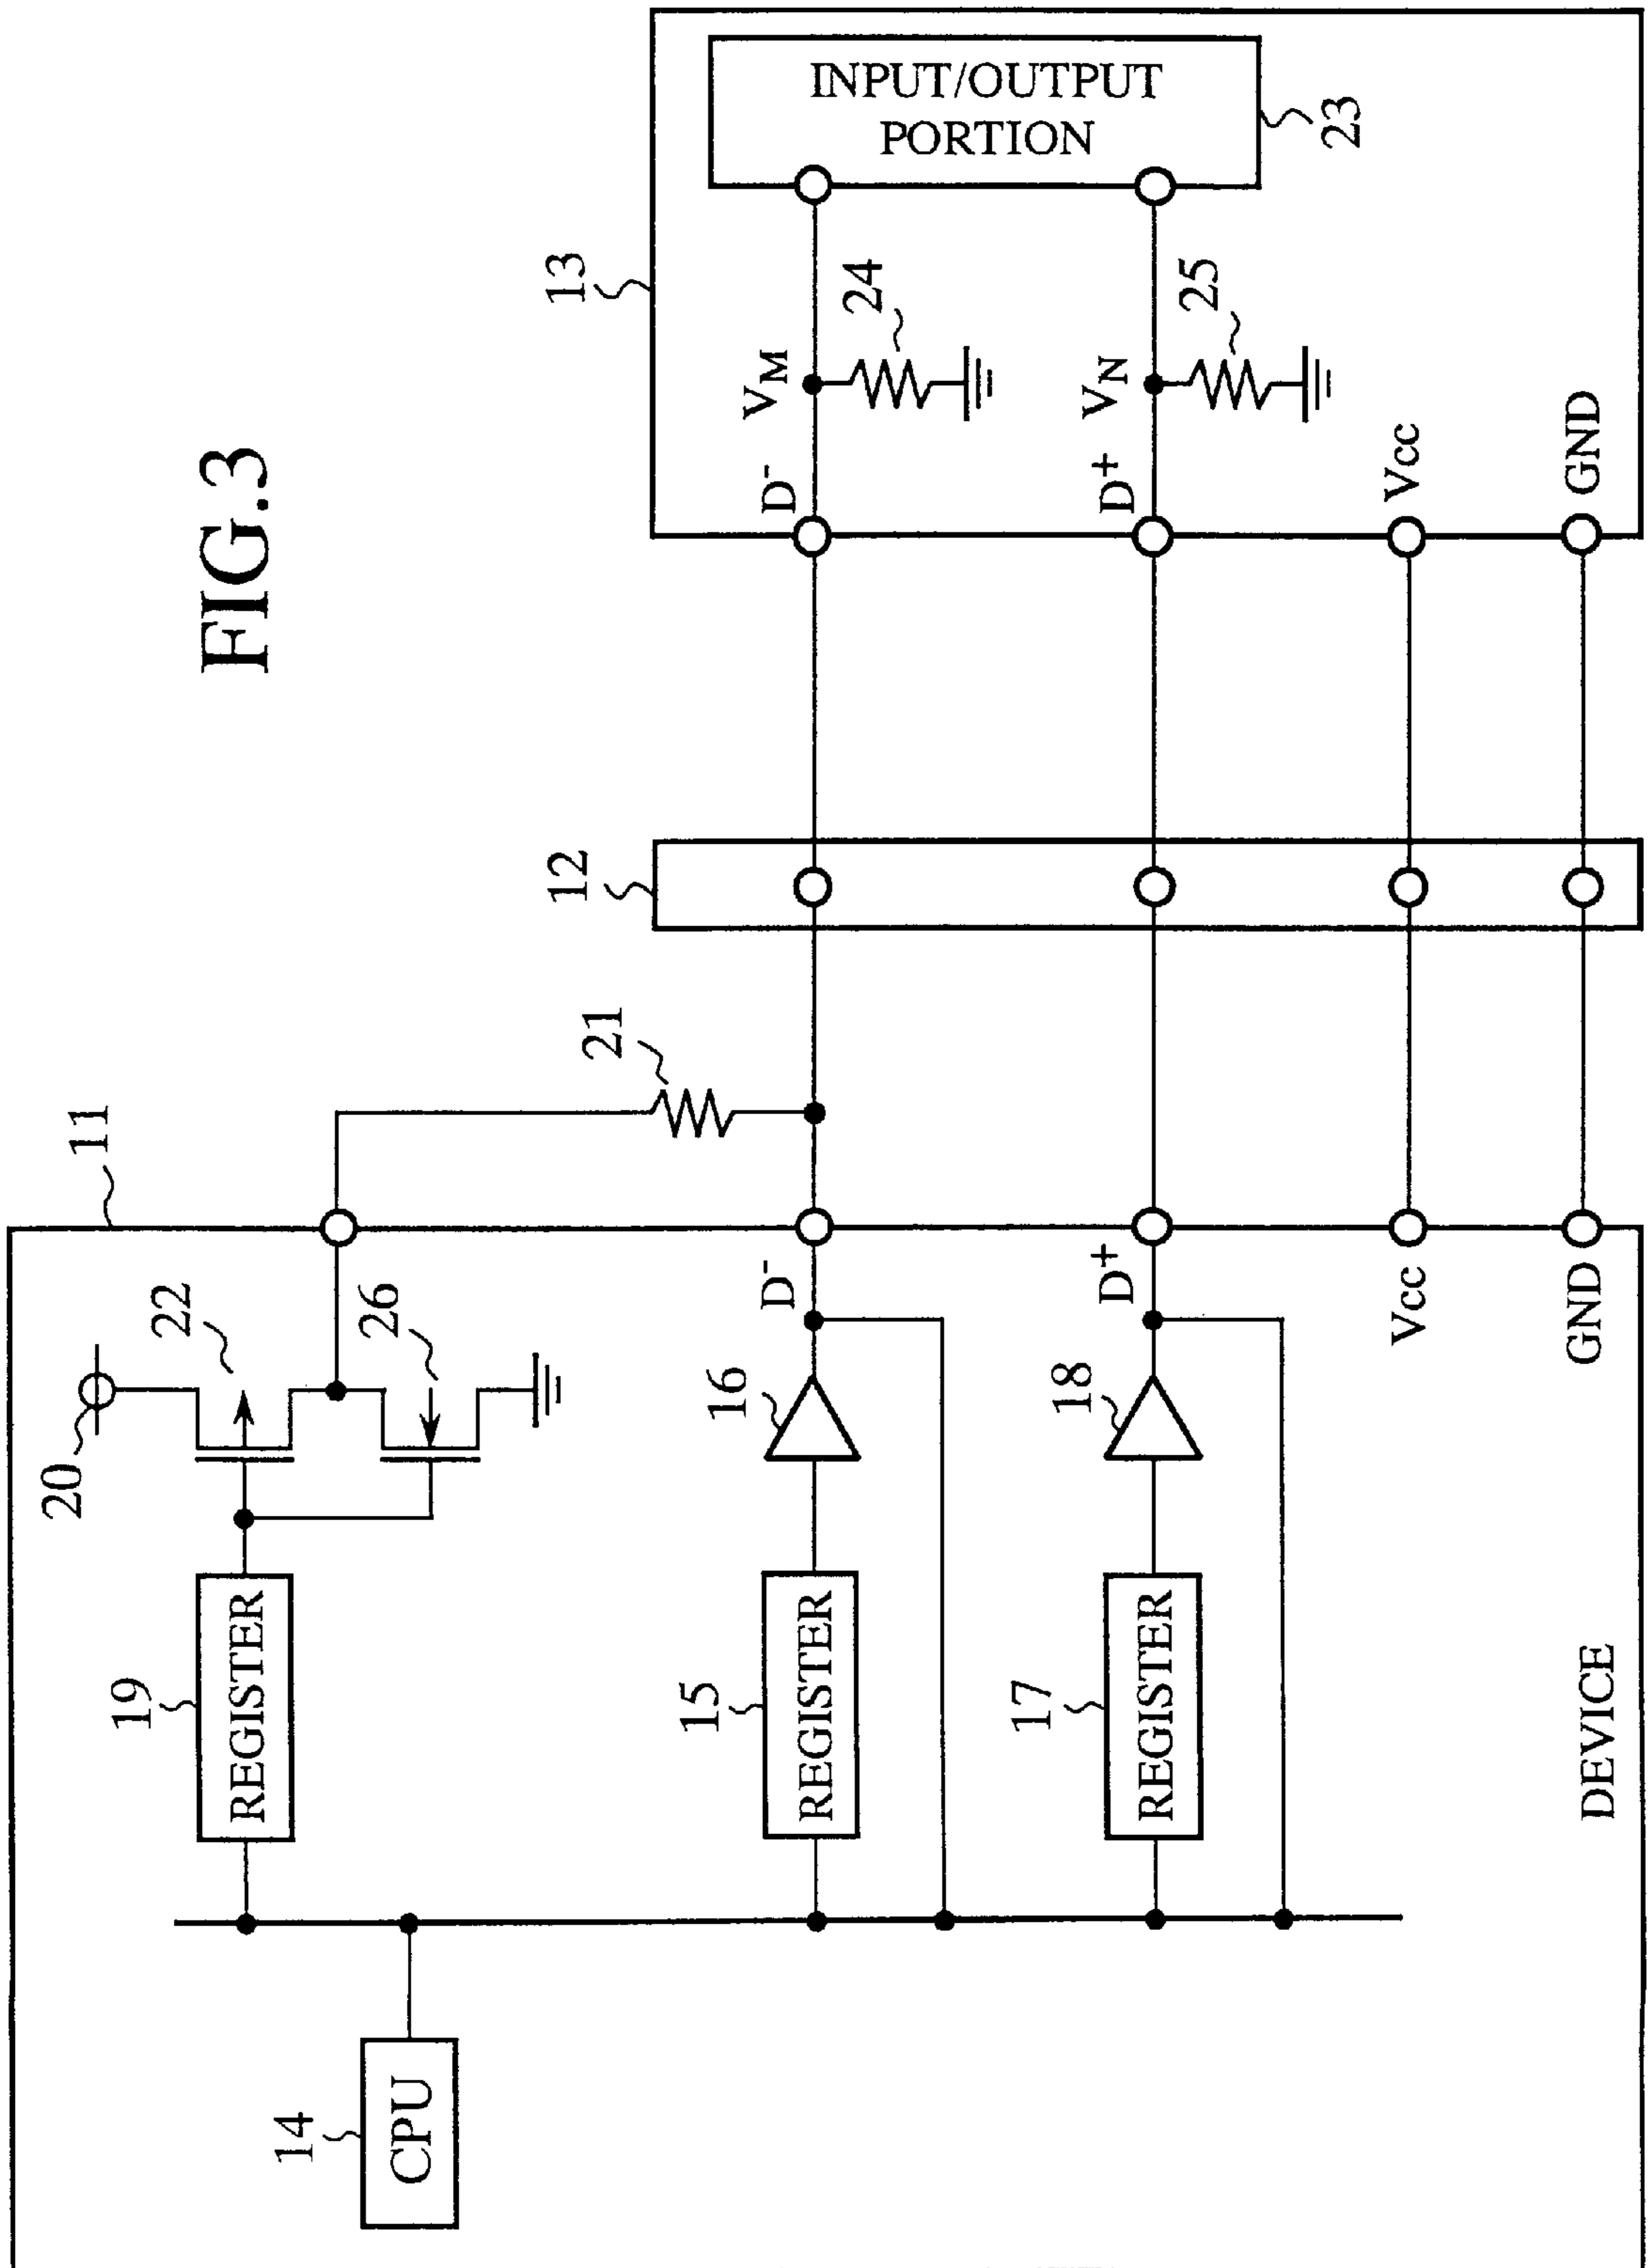 FIG.3
11
12
13
20
22
26
19
REGISTER
21
14
CPU
15
REGISTER
16
D-
17
REGISTER
18
D+
Vcc
GND
DEVICE
D-
VM
24
D+
VN
25
Vcc
GND
INPUT/OUTPUT
PORTION
23